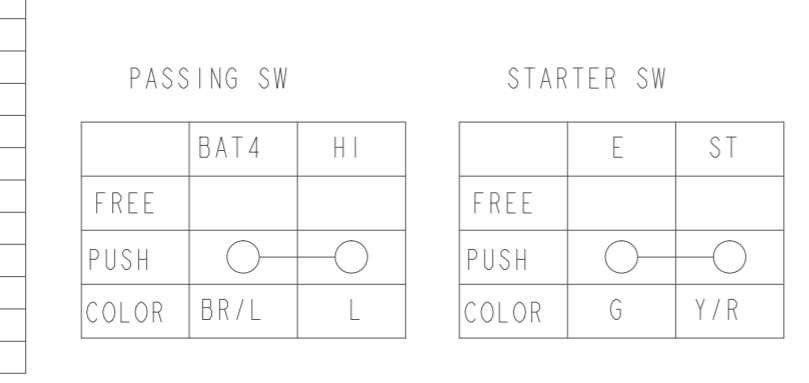 PASSING SW
BAT4 HI
FREE
PUSH
COLOR BR/L L
STARTER SW
E ST
FREE
PUSH
COLOR G Y/R